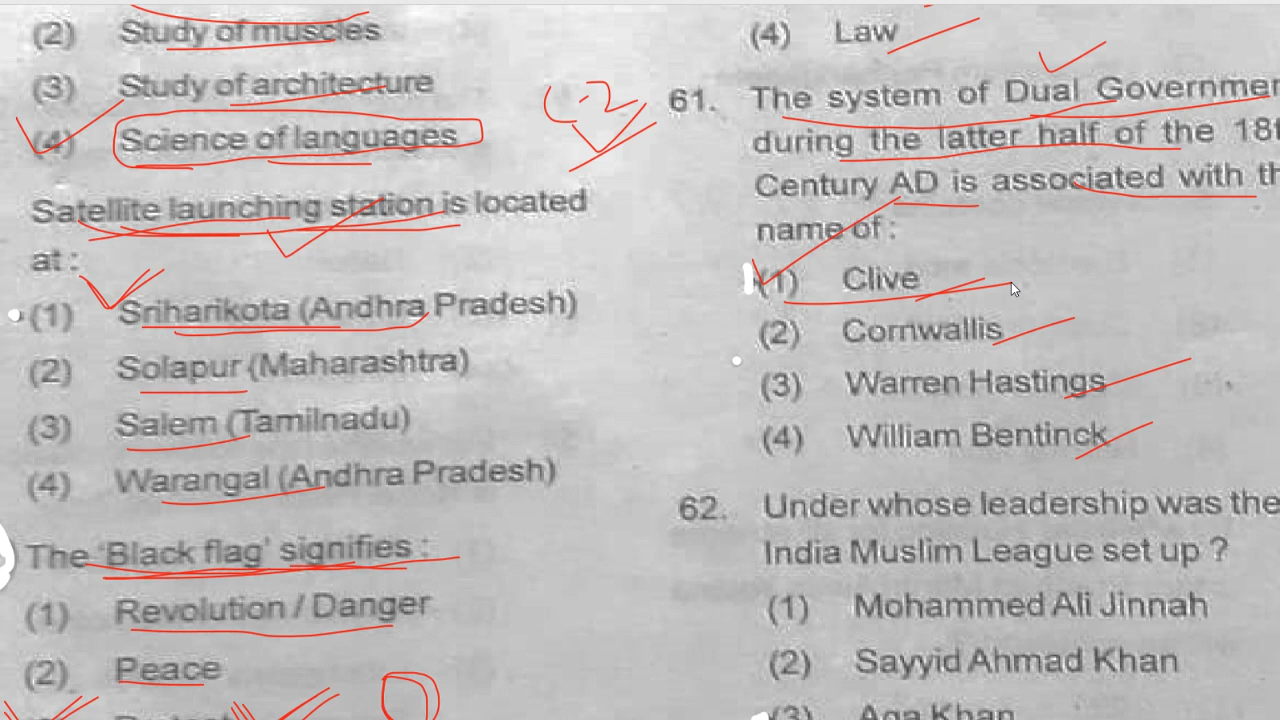 (2) Study of muscles
(3) Study of architecture
(4) Science of languages
Satellite launching station is located
at :
(1) Sriharikota (Andhra Pradesh)
(2) Solapur (Maharashtra)
(3) Salem (Tamilnadu)
(4) Warangal (Andhra Pradesh)
The 'Black flag' signifies :
(1) Revolution / Danger
(2) Peace
(4) Law
61. The system of Dual Governmen
during the latter half of the 18
Century AD is associated with th
name of :
(1) Clive
(2) Cornwallis
(3) Warren Hastings
(4) William Bentinck
62. Under whose leadership was the
India Muslim League set up ?
(1) Mohammed Ali Jinnah
(2) Sayyid Ahmad Khan
(3) Aga Khan